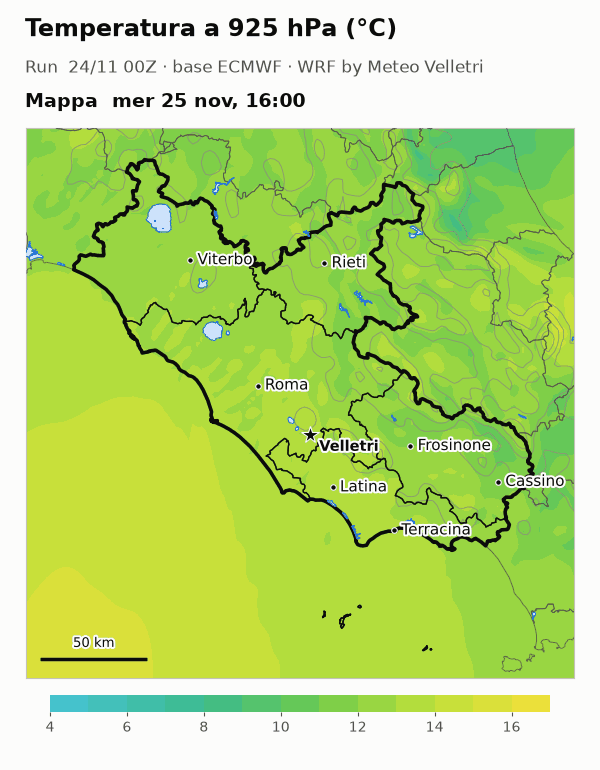 Temperatura a 925 hPa (°C)
Run  24/11 00Z · base ECMWF · WRF by Meteo Velletri
Mappa  mer 25 nov, 16:00
Viterbo
Rieti
Roma
Velletri
Frosinone
Latina
Cassino
Terracina
50 km
4 6 8 10 12 14 16